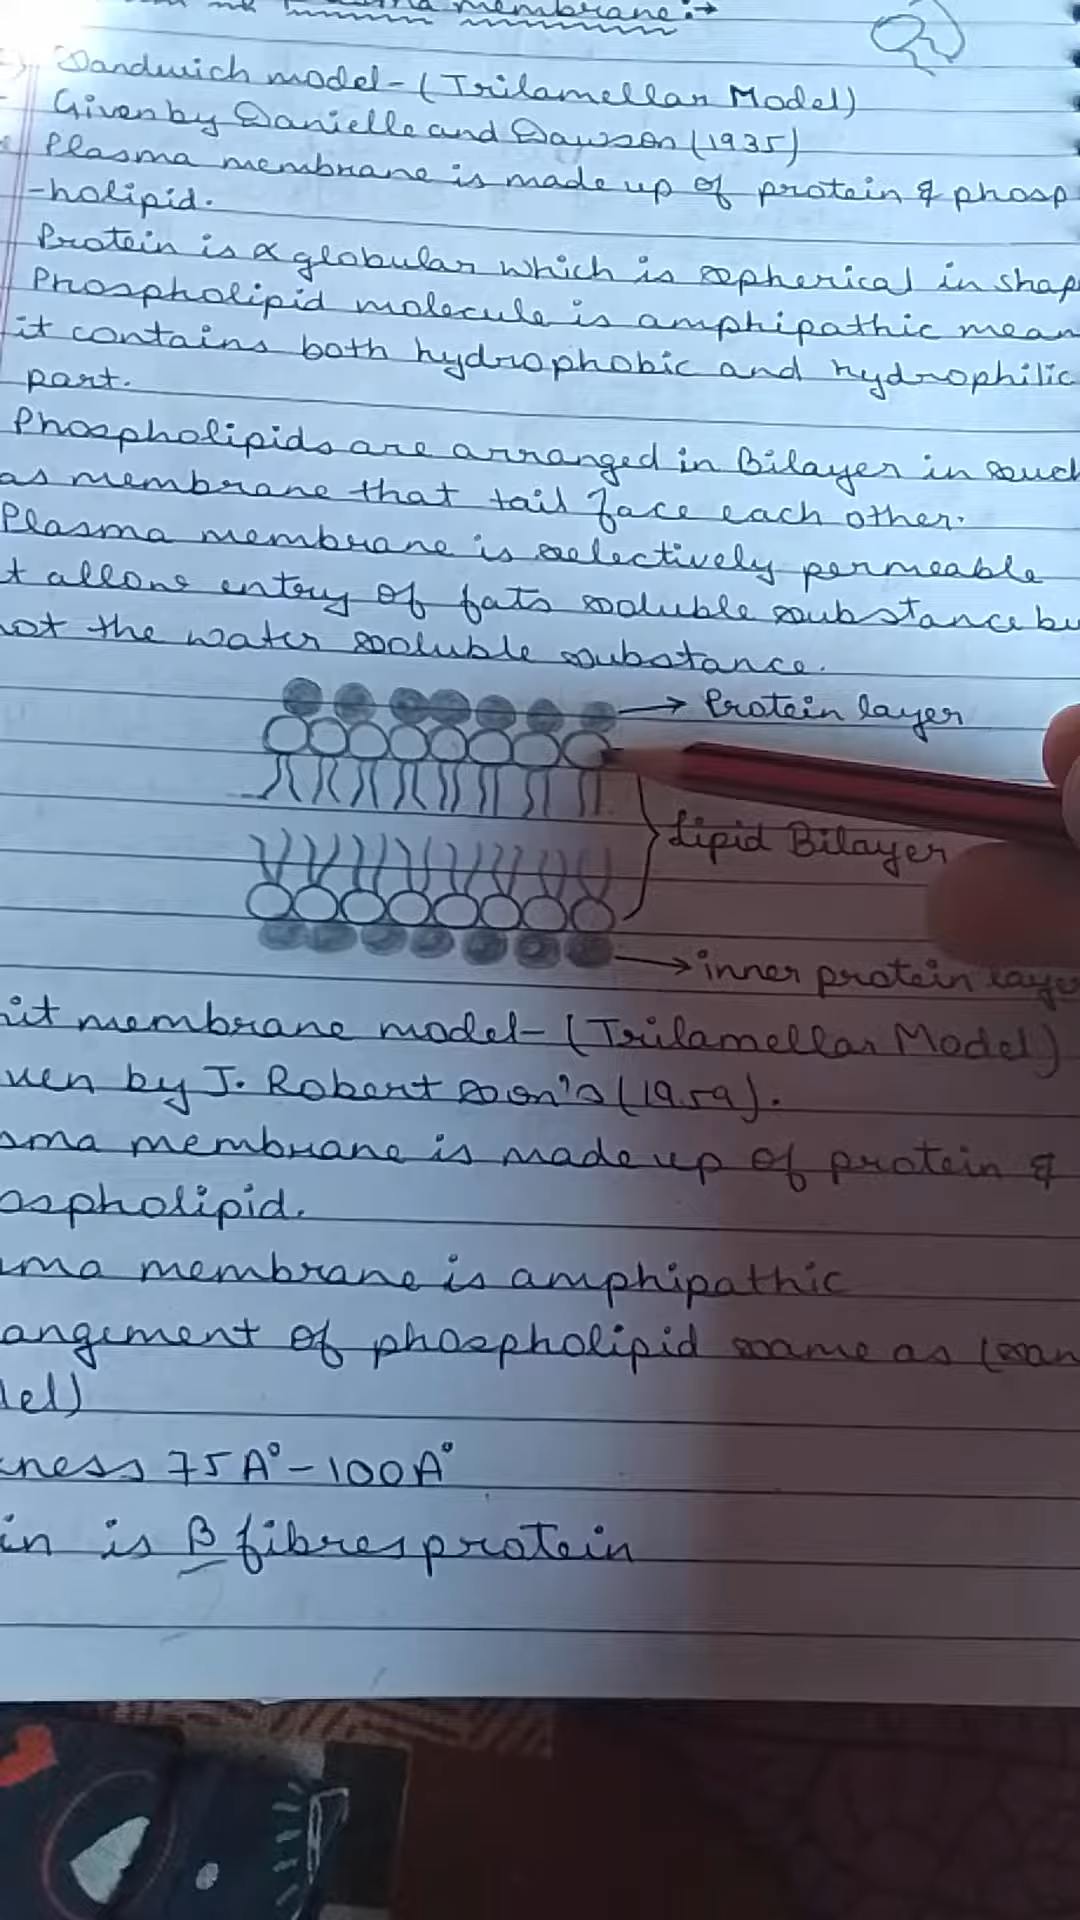 membrane:→
Sandwich model-(Trilamellar Model)
Given by Danielle and Dawson (1935)
Plasma membrane is made up of protein & phosp
-holipid.
Protein is α globular which is spherical in shap
Phospholipid molecule is amphipathic mean
it contains both hydrophobic and hydrophilic
part.
Phospholipids are arranged in Bilayer in such
as membrane that tail face each other.
Plasma membrane is selectively permeable
t allons entry of fats soluble substance bu
not the water soluble substance.
→ Protein layer
Lipid Bilayer
→ inner protein laye
it membrane model-(Trilamellar Model)
ven by J. Robert son's (1959).
sma membrane is made up of protein &
ospholipid.
ma membrane is amphipathic
angement of phospholipid same as (san
del)
ness 75A°-100A°
in is β fibres protein